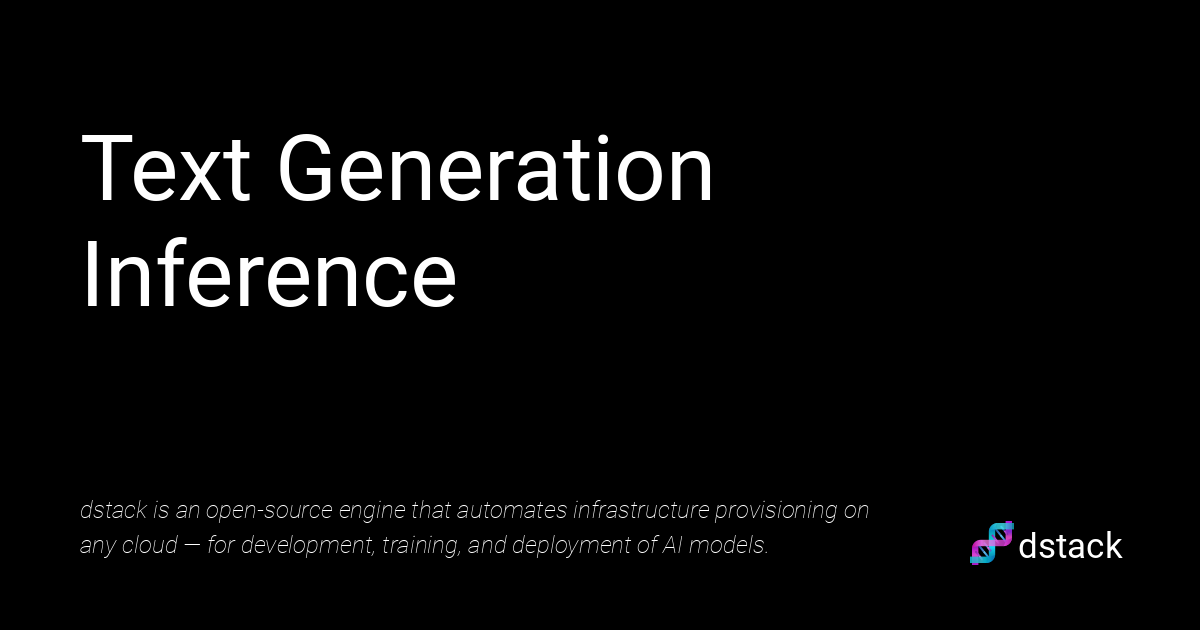 Text Generation
Inference
dstack is an open-source engine that automates infrastructure provisioning on
any cloud — for development, training, and deployment of AI models.
dstack